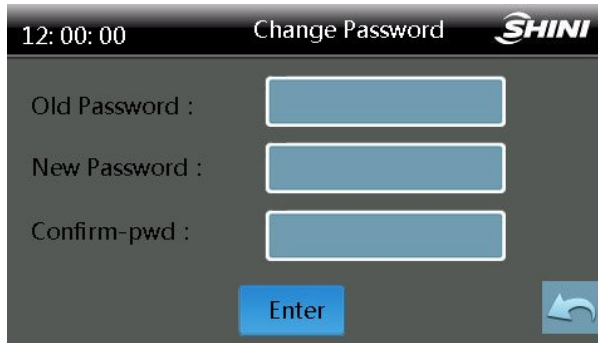 12: 00: 00 Change Password SHINI
Old Password :
New Password :
Confirm-pwd :
Enter